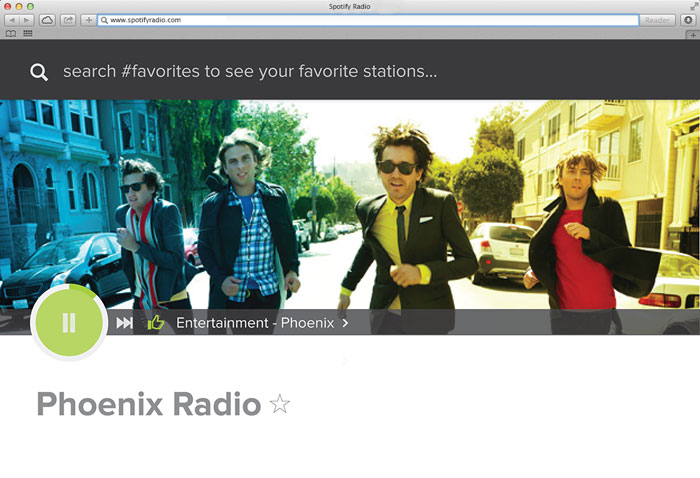 Spotify Radio
www.spotifyradio.com
Reader
search #favorites to see your favorite stations...
Entertainment - Phoenix
Phoenix Radio